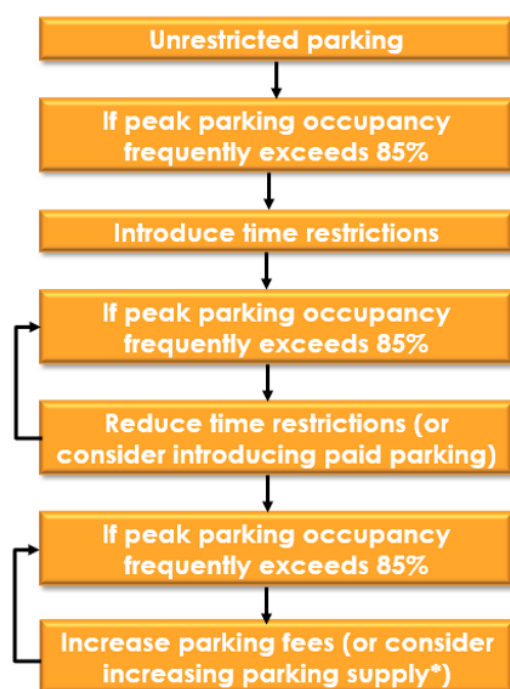 Unrestricted parking
If peak parking occupancy
frequently exceeds 85%
Introduce time restrictions
If peak parking occupancy
frequently exceeds 85%
Reduce time restrictions (or
consider introducing paid parking)
If peak parking occupancy
frequently exceeds 85%
Increase parking fees (or consider
increasing parking supply*)